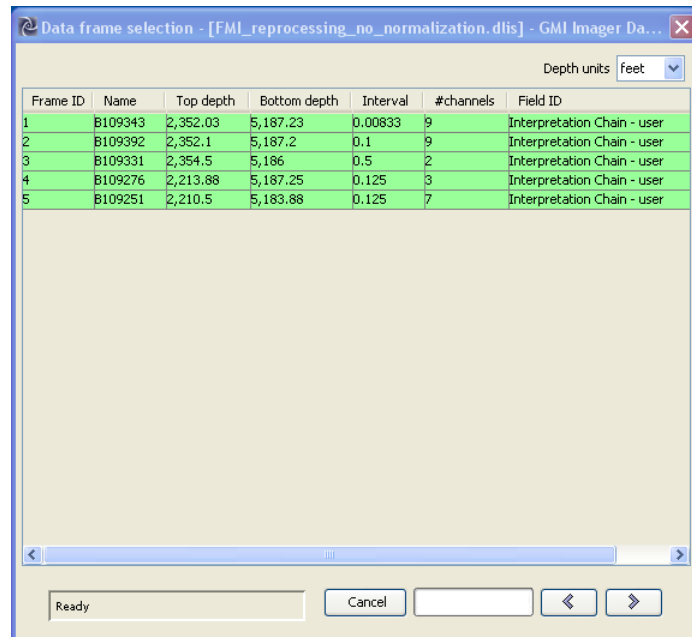 Data frame selection - [FMI_reprocessing_no_normalization.dlis] - GMI Imager Da...
Depth units feet
Frame ID Name Top depth Bottom depth Interval #channels Field ID
1 B109343 2,352.03 5,187.23 0.00833 9 Interpretation Chain - user
2 B109392 2,352.1 5,187.2 0.1 9 Interpretation Chain - user
3 B109331 2,354.5 5,186 0.5 2 Interpretation Chain - user
4 B109276 2,213.88 5,187.25 0.125 3 Interpretation Chain - user
5 B109251 2,210.5 5,183.88 0.125 7 Interpretation Chain - user
Ready Cancel